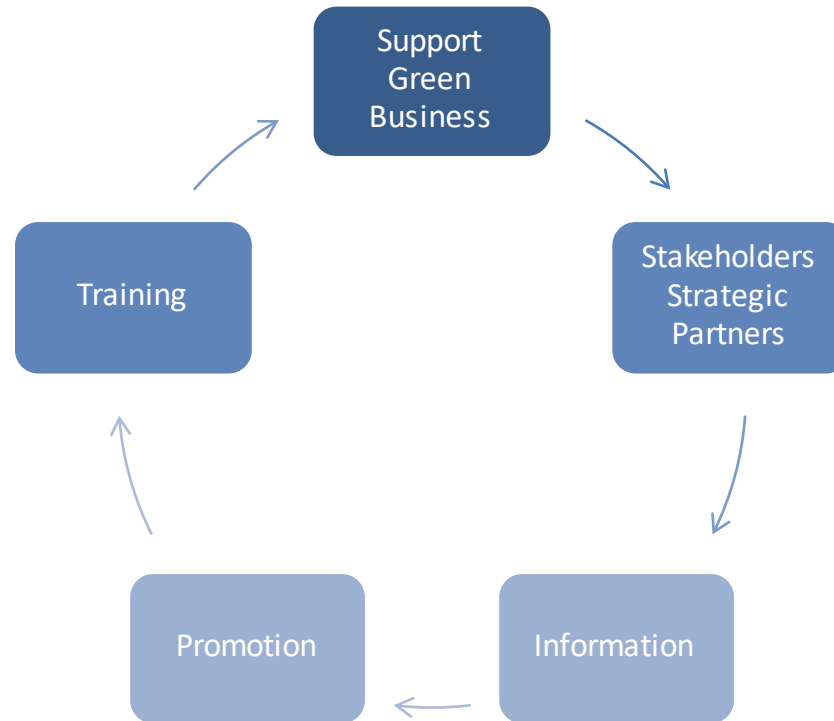 Support
Green
Business
Stakeholders
Strategic
Partners
Information
Promotion
Training